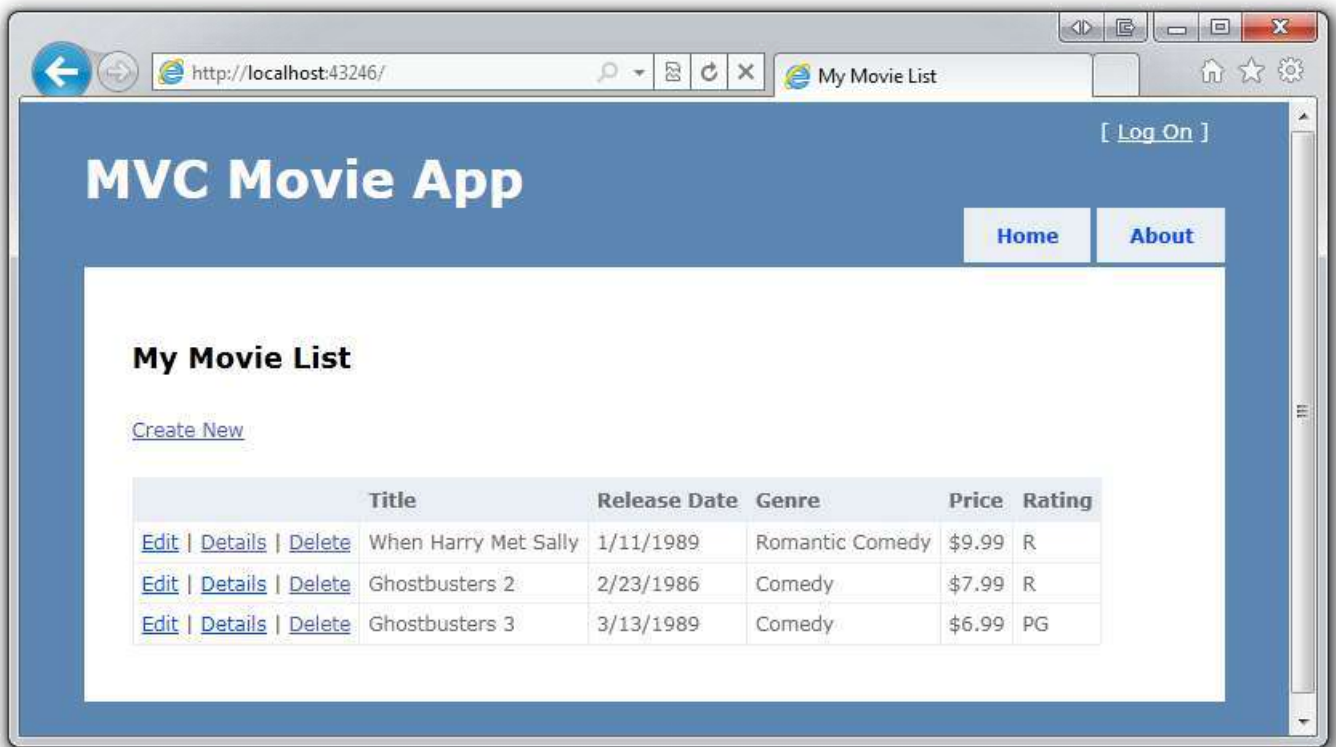 http://localhost:43246/
My Movie List
[ Log On ]
MVC Movie App
Home About
My Movie List
Create New
Title Release Date Genre Price Rating
Edit | Details | Delete When Harry Met Sally 1/11/1989 Romantic Comedy $9.99 R
Edit | Details | Delete Ghostbusters 2 2/23/1986 Comedy $7.99 R
Edit | Details | Delete Ghostbusters 3 3/13/1989 Comedy $6.99 PG